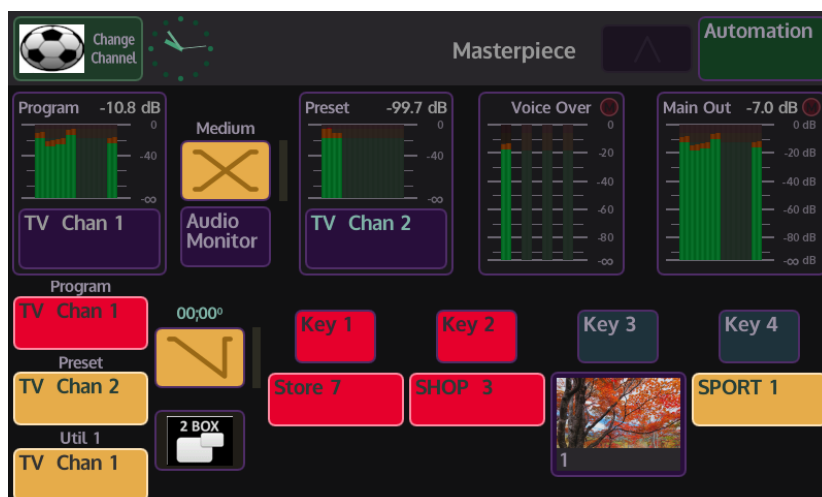 Change
Channel
Masterpiece
Automation
Program -10.8 dB
0
-40
-∞
TV Chan 1
Medium
Audio
Monitor
Preset -99.7 dB
0
-40
-∞
TV Chan 2
Voice Over
0
-20
-40
-60
-80
-∞
Main Out -7.0 dB
0 dB
-20 dB
-40 dB
-60 dB
-80 dB
-∞ dB
Program
TV Chan 1
Preset
TV Chan 2
Util 1
TV Chan 1
00;00⁰
2 BOX
Key 1
Key 2
Key 3
Key 4
Store 7
SHOP 3
1
SPORT 1